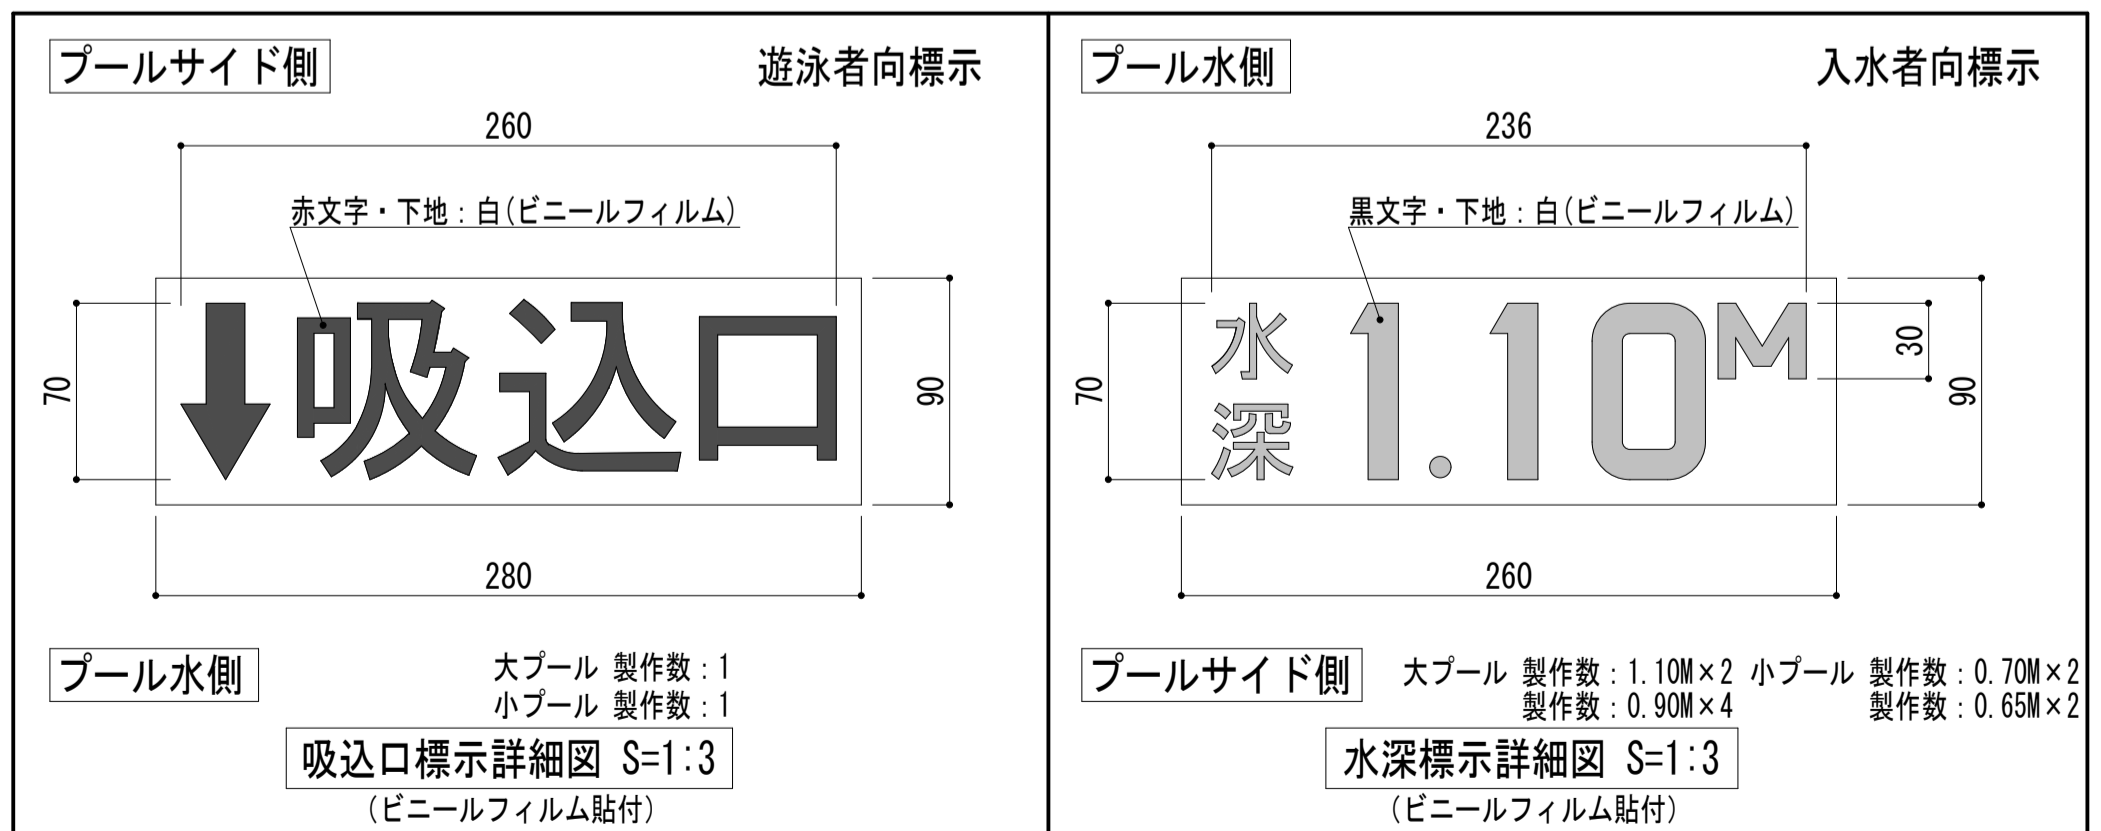 プールサイド側
遊泳者向標示
260
赤文字・下地：白(ビニールフィルム)
70
↓吸込口
90
280
プール水側
大プール 製作数：1
小プール 製作数：1
吸込口標示詳細図 S=1:3
(ビニールフィルム貼付)
プール水側
入水者向標示
236
黒文字・下地：白(ビニールフィルム)
70
水深 1.10M
30
90
260
プールサイド側
大プール 製作数：1.10M×2 小プール 製作数：0.70M×2
製作数：0.90M×4 製作数：0.65M×2
水深標示詳細図 S=1:3
(ビニールフィルム貼付)